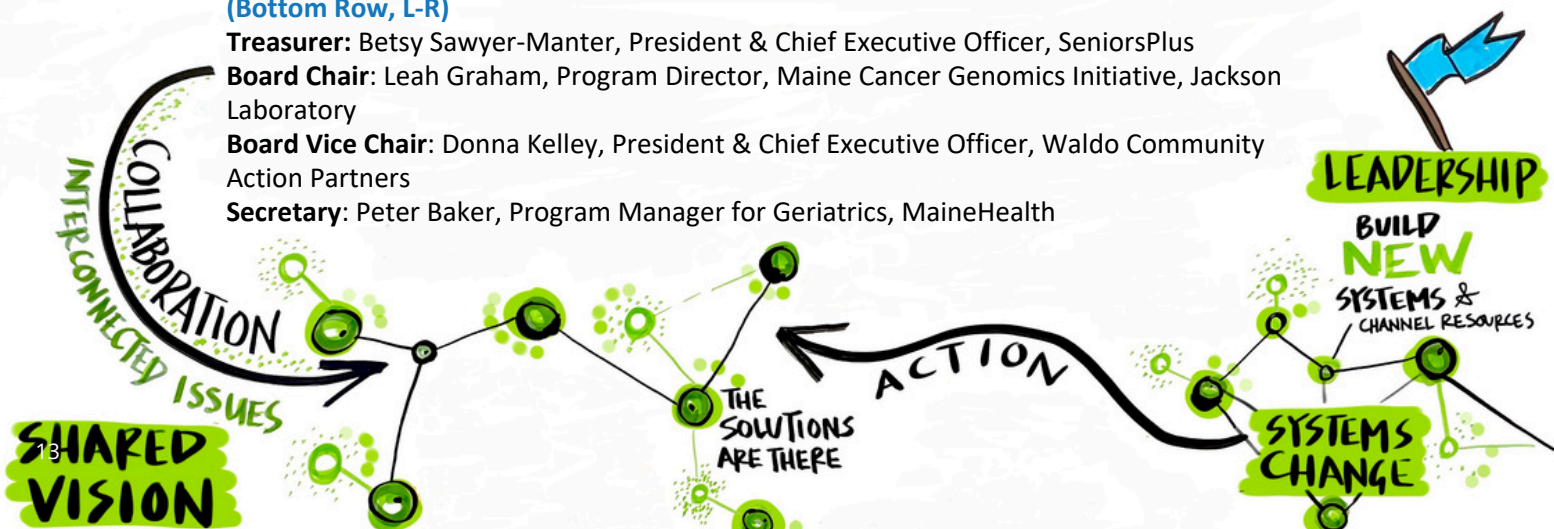 (Bottom Row, L-R)
Treasurer: Betsy Sawyer-Manter, President & Chief Executive Officer, SeniorsPlus
Board Chair: Leah Graham, Program Director, Maine Cancer Genomics Initiative, Jackson
Laboratory
Board Vice Chair: Donna Kelley, President & Chief Executive Officer, Waldo Community
Action Partners
Secretary: Peter Baker, Program Manager for Geriatrics, MaineHealth
COLLABORATION
INTERCONNECTED ISSUES
SHARED
VISION
13
THE
SOLUTIONS
ARE THERE
ACTION
LEADERSHIP
BUILD
NEW
SYSTEMS &
CHANNEL RESOURCES
SYSTEMS
CHANGE